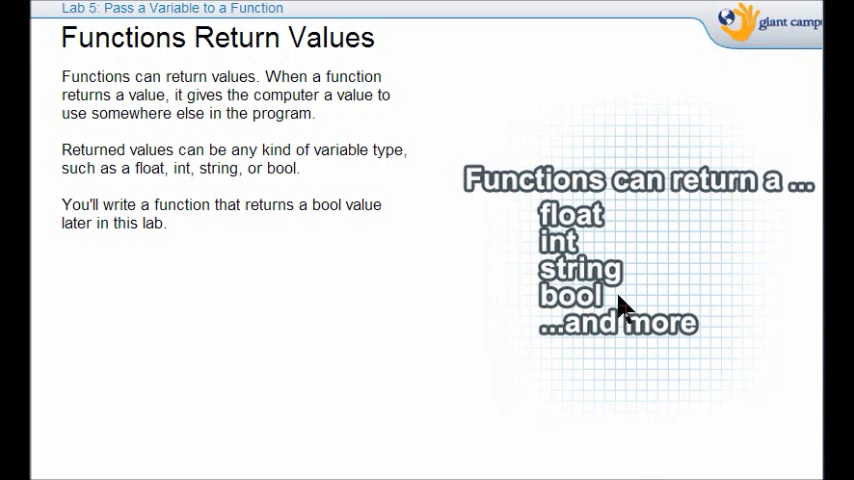 Lab 5: Pass a Variable to a Function
giant camp
Functions Return Values
Functions can return values. When a function
returns a value, it gives the computer a value to
use somewhere else in the program.
Returned values can be any kind of variable type,
such as a float, int, string, or bool.
You'll write a function that returns a bool value
later in this lab.
Functions can return a ...
float
int
string
bool
...and more